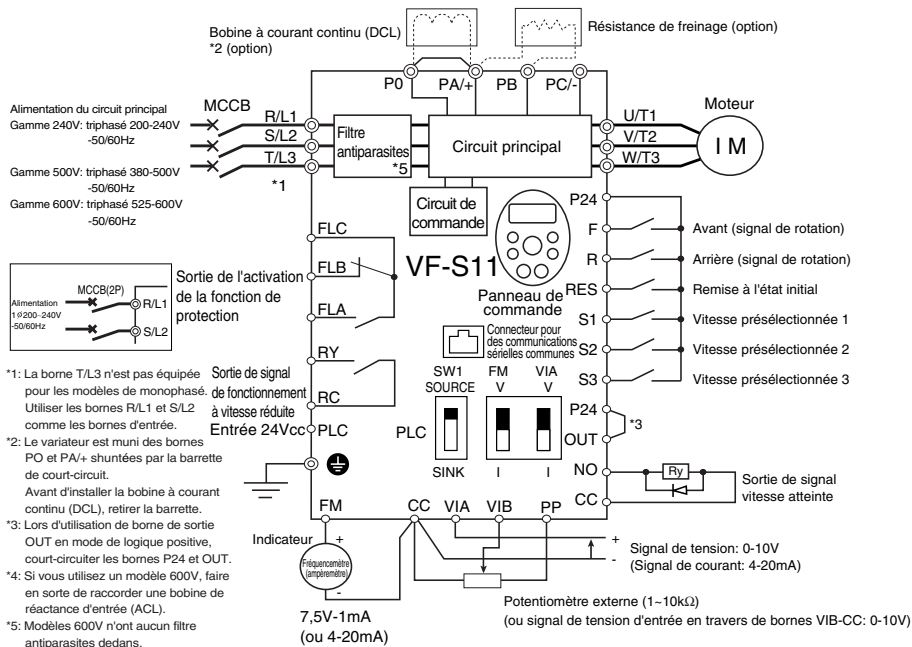 Bobine à courant continu (DCL)
*2 (option)
Résistance de freinage (option)
P0
PA/+
PB
PC/-
Alimentation du circuit principal
Gamme 240V: triphasé 200-240V
-50/60Hz
Gamme 500V: triphasé 380-500V
-50/60Hz
Gamme 600V: triphasé 525-600V
-50/60Hz
MCCB
R/L1
S/L2
T/L3
*1
Filtre
antiparasites
*5
Circuit principal
Circuit de
commande
U/T1
V/T2
W/T3
Moteur
I M
FLC
FLB
FLA
RY
RC
PLC
Sortie de l'activation
de la fonction de
protection
Sortie de signal
de fonctionnement
à vitesse réduite
Entrée 24Vcc
MCCB(2P)
Alimentation
1ø200~240V
-50/60Hz
R/L1
S/L2
VF-S11
Panneau de
commande
Connecteur pour
des communications
sérielles communes
SW1
SOURCE
PLC
SINK
FM
V
I
VIA
V
I
P24
F
Avant (signal de rotation)
R
Arrière (signal de rotation)
RES
Remise à l'état initial
S1
Vitesse présélectionnée 1
S2
Vitesse présélectionnée 2
S3
Vitesse présélectionnée 3
P24
*3
OUT
NO
Ry
CC
Sortie de signal
vitesse atteinte
FM
CC
VIA
VIB
PP
Indicateur
+
Fréquencemètre
(ampèremètre)
-
7,5V-1mA
(ou 4-20mA)
+
-
Signal de tension: 0-10V
(Signal de courant: 4-20mA)
Potentiomètre externe (1~10kΩ)
(ou signal de tension d'entrée en travers de bornes VIB-CC: 0-10V)
*1: La borne T/L3 n'est pas équipée
pour les modèles de monophasé.
Utiliser les bornes R/L1 et S/L2
comme les bornes d'entrée.
*2: Le variateur est muni des bornes
PO et PA/+ shuntées par la barrette
de court-circuit.
Avant d'installer la bobine à courant
continu (DCL), retirer la barrette.
*3: Lors d'utilisation de borne de sortie
OUT en mode de logique positive,
court-circuiter les bornes P24 et OUT.
*4: Si vous utilisez un modèle 600V, faire
en sorte de raccorder une bobine de
réactance d'entrée (ACL).
*5: Modèles 600V n'ont aucun filtre
antiparasites dedans.